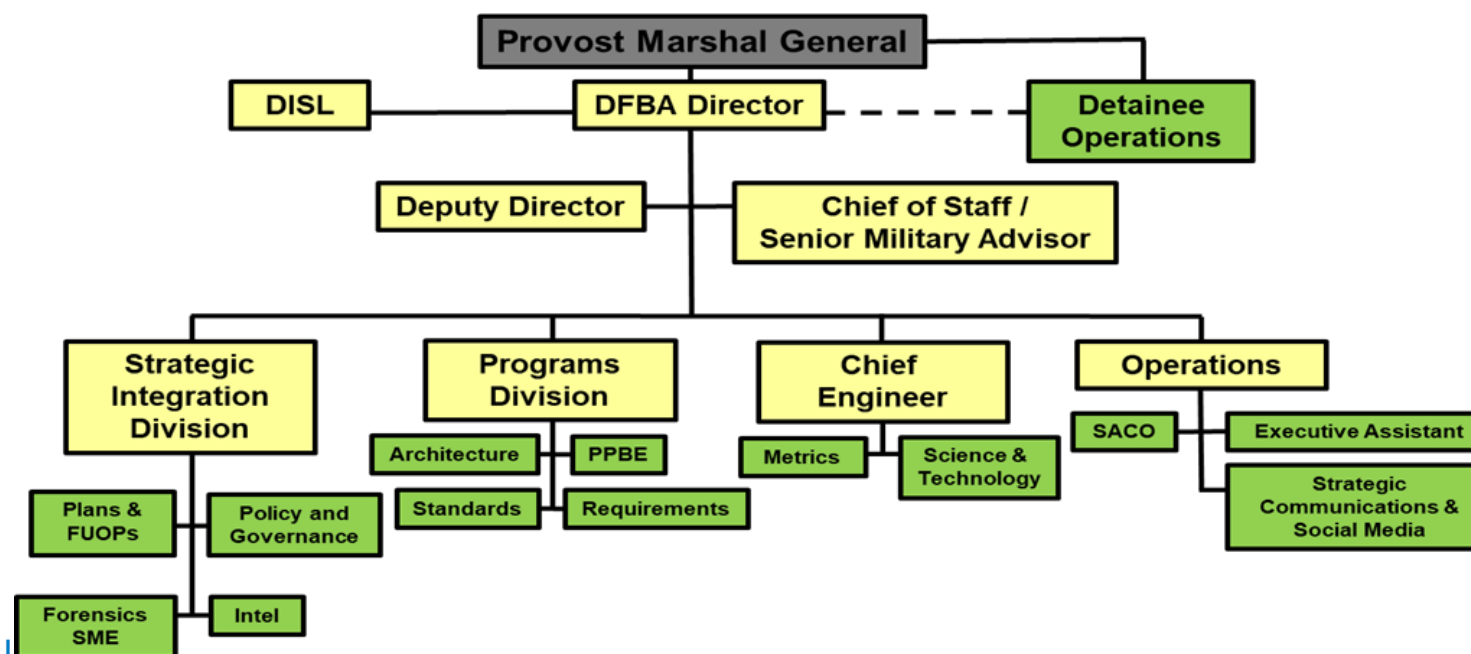 Provost Marshal General
DISL
DFBA Director
Detainee
Operations
Deputy Director
Chief of Staff /
Senior Military Advisor
Strategic
Integration
Division
Programs
Division
Chief
Engineer
Operations
Plans &
FUOPs
Policy and
Governance
Forensics
SME
Intel
Architecture
PPBE
Standards
Requirements
Metrics
Science &
Technology
SACO
Executive Assistant
Strategic
Communications &
Social Media